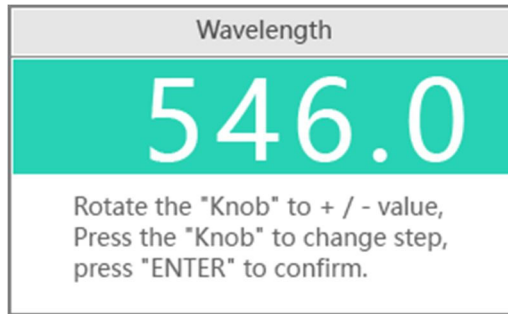 Wavelength
546.0
Rotate the "Knob" to + / - value,
Press the "Knob" to change step,
press "ENTER" to confirm.